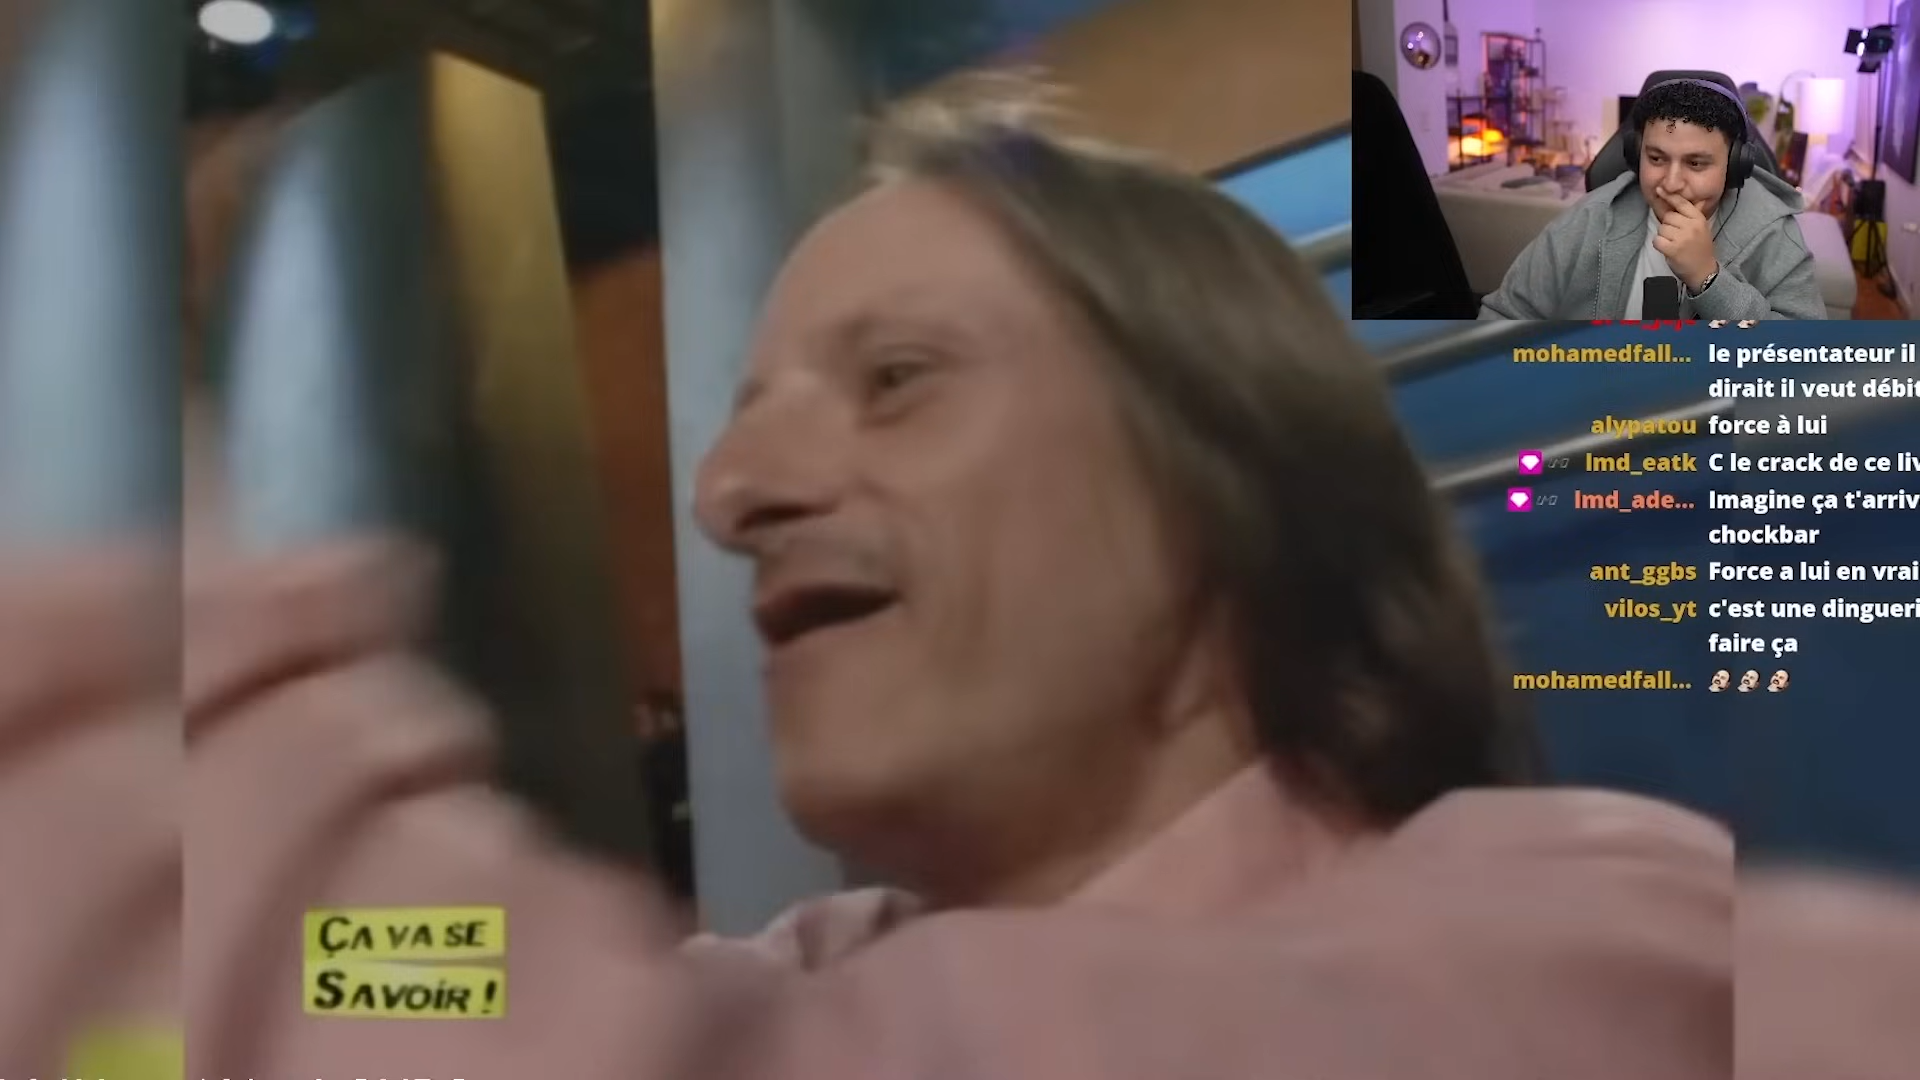 mohamedfall... le présentateur il
dirait il veut débit
alypatou force à lui
lmd_eatk C le crack de ce liv
lmd_ade... Imagine ça t'arriv
chockbar
ant_ggbs Force a lui en vrai
vilos_yt c'est une dingueri
faire ça
mohamedfall...
ÇA VA SE
SAVOIR !